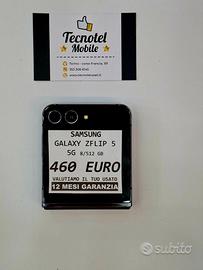 Tecnotel
Mobile
SAMSUNG
GALAXY ZFLIP 5
5G 8/512 GB
460 EURO
VALUTIAMO IL TUO USATO
12 MESI GARANZIA
subito